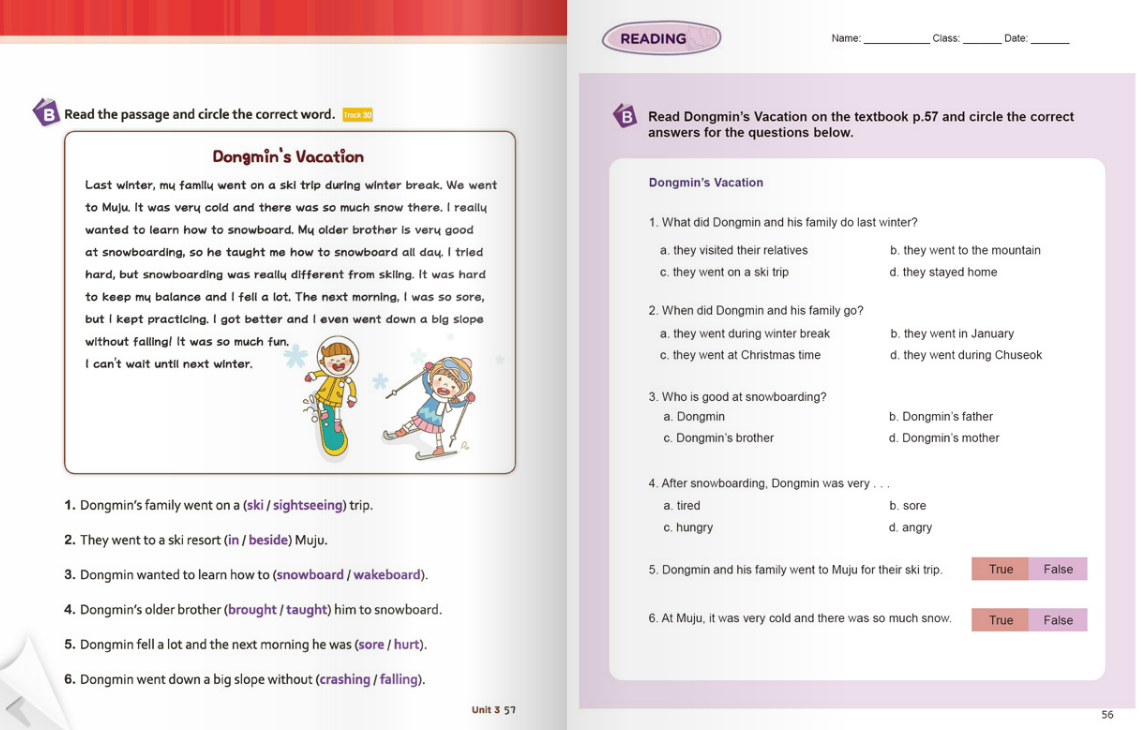 B Read the passage and circle the correct word. Track 30
Dongmin's Vacation
Last winter, my family went on a ski trip during winter break. We went
to Muju. It was very cold and there was so much snow there. I really
wanted to learn how to snowboard. My older brother is very good
at snowboarding, so he taught me how to snowboard all day. I tried
hard, but snowboarding was really different from skiing. It was hard
to keep my balance and I fell a lot. The next morning, I was so sore,
but I kept practicing. I got better and I even went down a big slope
without falling! It was so much fun.
I can't wait until next winter.
1. Dongmin's family went on a (ski / sightseeing) trip.
2. They went to a ski resort (in / beside) Muju.
3. Dongmin wanted to learn how to (snowboard / wakeboard).
4. Dongmin's older brother (brought / taught) him to snowboard.
5. Dongmin fell a lot and the next morning he was (sore / hurt).
6. Dongmin went down a big slope without (crashing / falling).
Unit 3 57
READING
Name: ____________ Class: _______ Date: _______
B Read Dongmin's Vacation on the textbook p.57 and circle the correct
answers for the questions below.
Dongmin's Vacation
1. What did Dongmin and his family do last winter?
a. they visited their relatives b. they went to the mountain
c. they went on a ski trip d. they stayed home
2. When did Dongmin and his family go?
a. they went during winter break b. they went in January
c. they went at Christmas time d. they went during Chuseok
3. Who is good at snowboarding?
a. Dongmin b. Dongmin's father
c. Dongmin's brother d. Dongmin's mother
4. After snowboarding, Dongmin was very . . .
a. tired b. sore
c. hungry d. angry
5. Dongmin and his family went to Muju for their ski trip. True False
6. At Muju, it was very cold and there was so much snow. True False
56